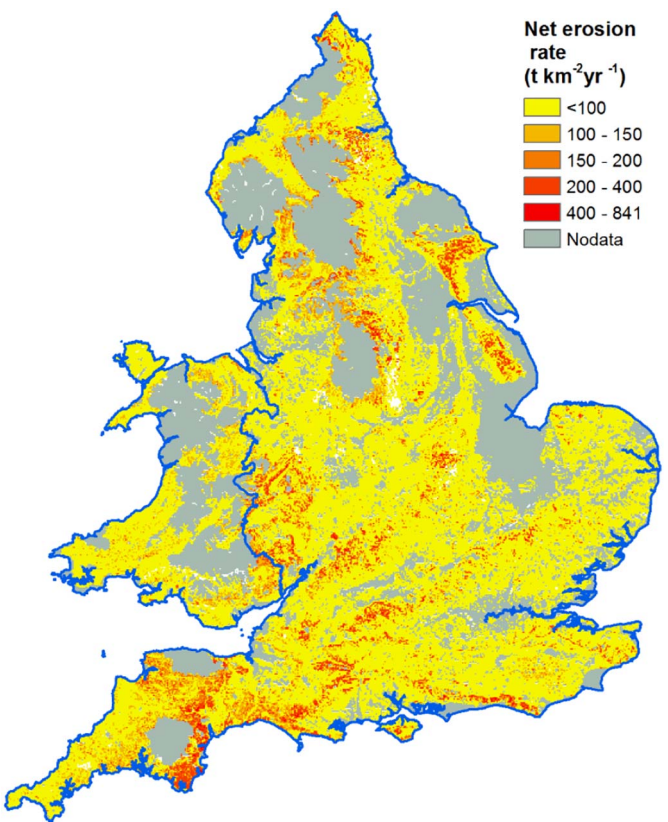 Net erosion
rate
(t km⁻²yr ⁻¹)
<100
100 - 150
150 - 200
200 - 400
400 - 841
Nodata